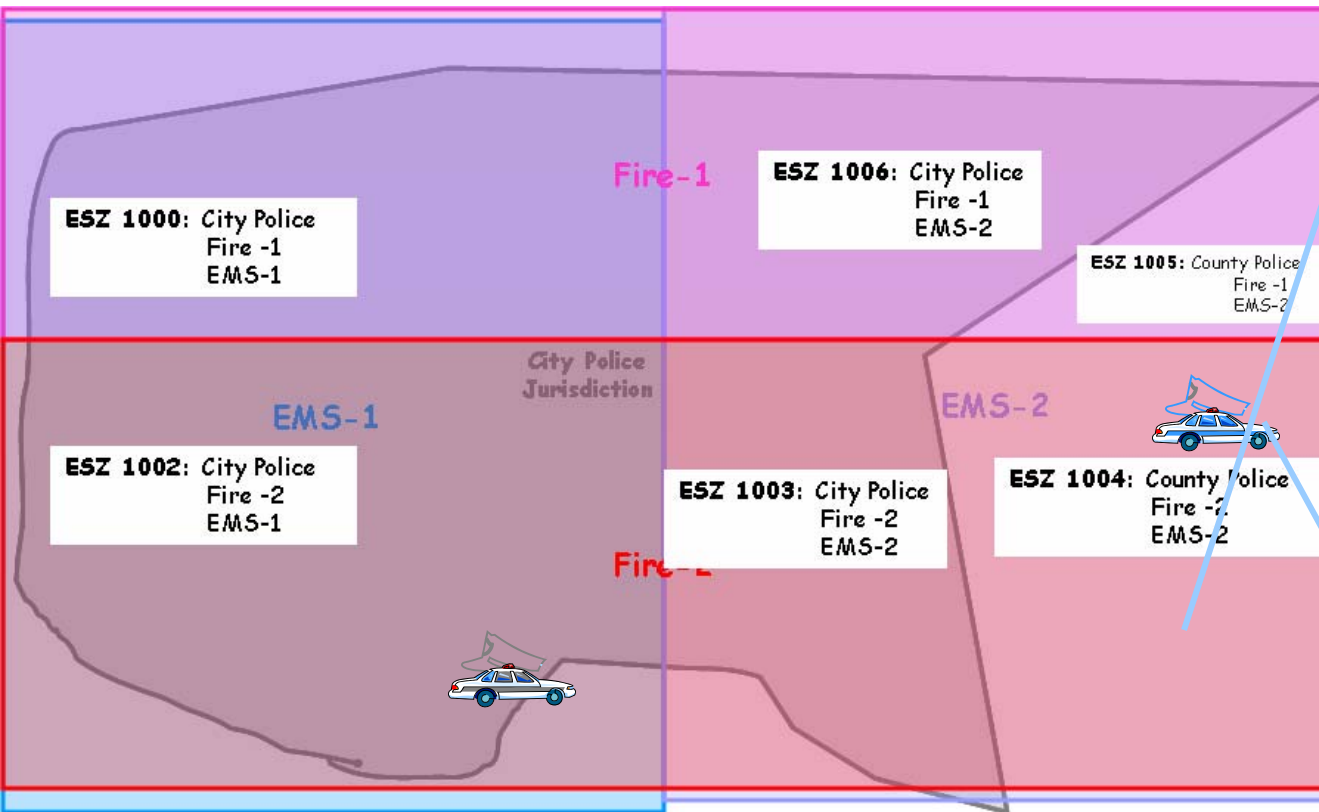 Fire-1
ESZ 1006: City Police
Fire -1
EMS-2
ESZ 1000: City Police
Fire -1
EMS-1
ESZ 1005: County Police
Fire -1
EMS-2
City Police
Jurisdiction
EMS-1
EMS-2
ESZ 1002: City Police
Fire -2
EMS-1
ESZ 1003: City Police
Fire -2
EMS-2
ESZ 1004: County Police
Fire -2
EMS-2
Fire-2